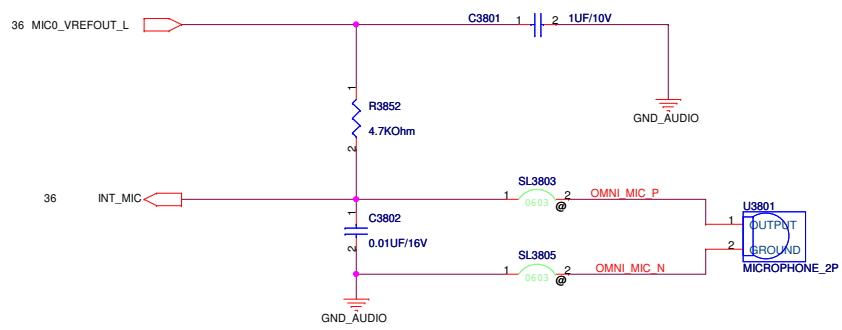 36 MIC0_VREFOUT_L
C3801
1
2
1UF/10V
GND_AUDIO
1
R3852
4.7KOhm
2
36
INT_MIC
SL3803
1
0603
2
@
OMNI_MIC_P
U3801
1
OUTPUT
2
GROUND
MICROPHONE_2P
1
C3802
0.01UF/16V
2
SL3805
1
0603
2
@
OMNI_MIC_N
GND_AUDIO